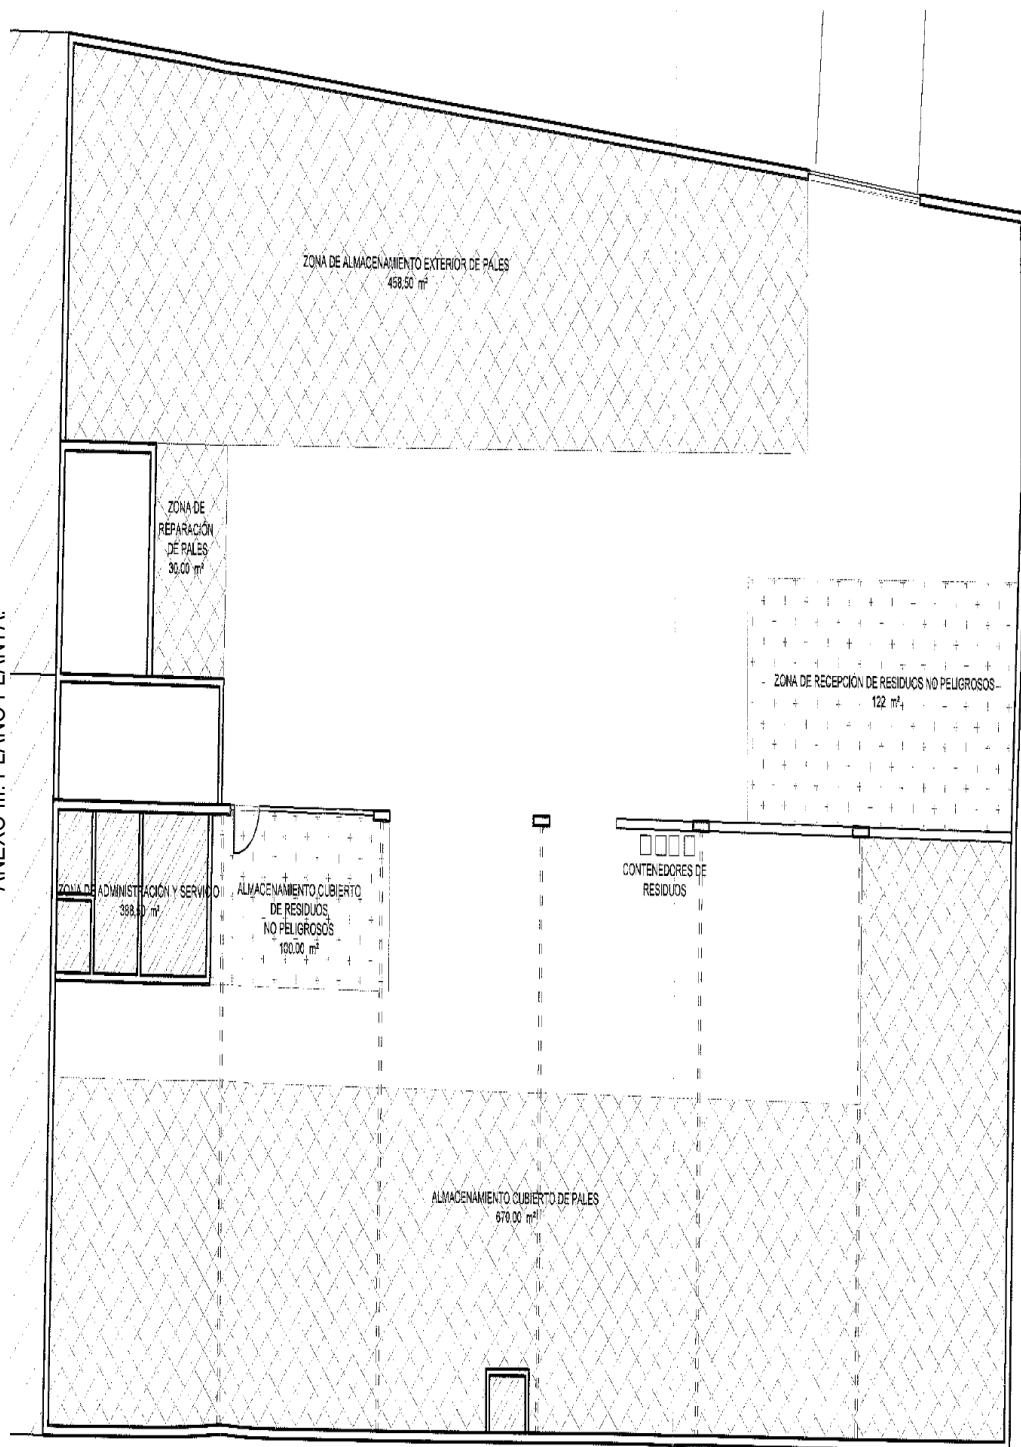 ZONA DE ALMACENAMIENTO EXTERIOR DE PALES
458,50 m²
ZONA DE
REPARACIÓN
DE PALES
30,00 m²
ZONA DE RECEPCIÓN DE RESIDUOS NO PELIGROSOS
122 m²
CONTENEDORES DE
RESIDUOS
ZONA DE ADMINISTRACIÓN Y SERVICIO
m²
ALMACENAMIENTO CUBIERTO
DE RESIDUOS
NO PELIGROSOS
100.00 m²
ALMACENAMIENTO CUBIERTO DE PALES
670.00 m²
ANEXO III. PLANO PLANTA.